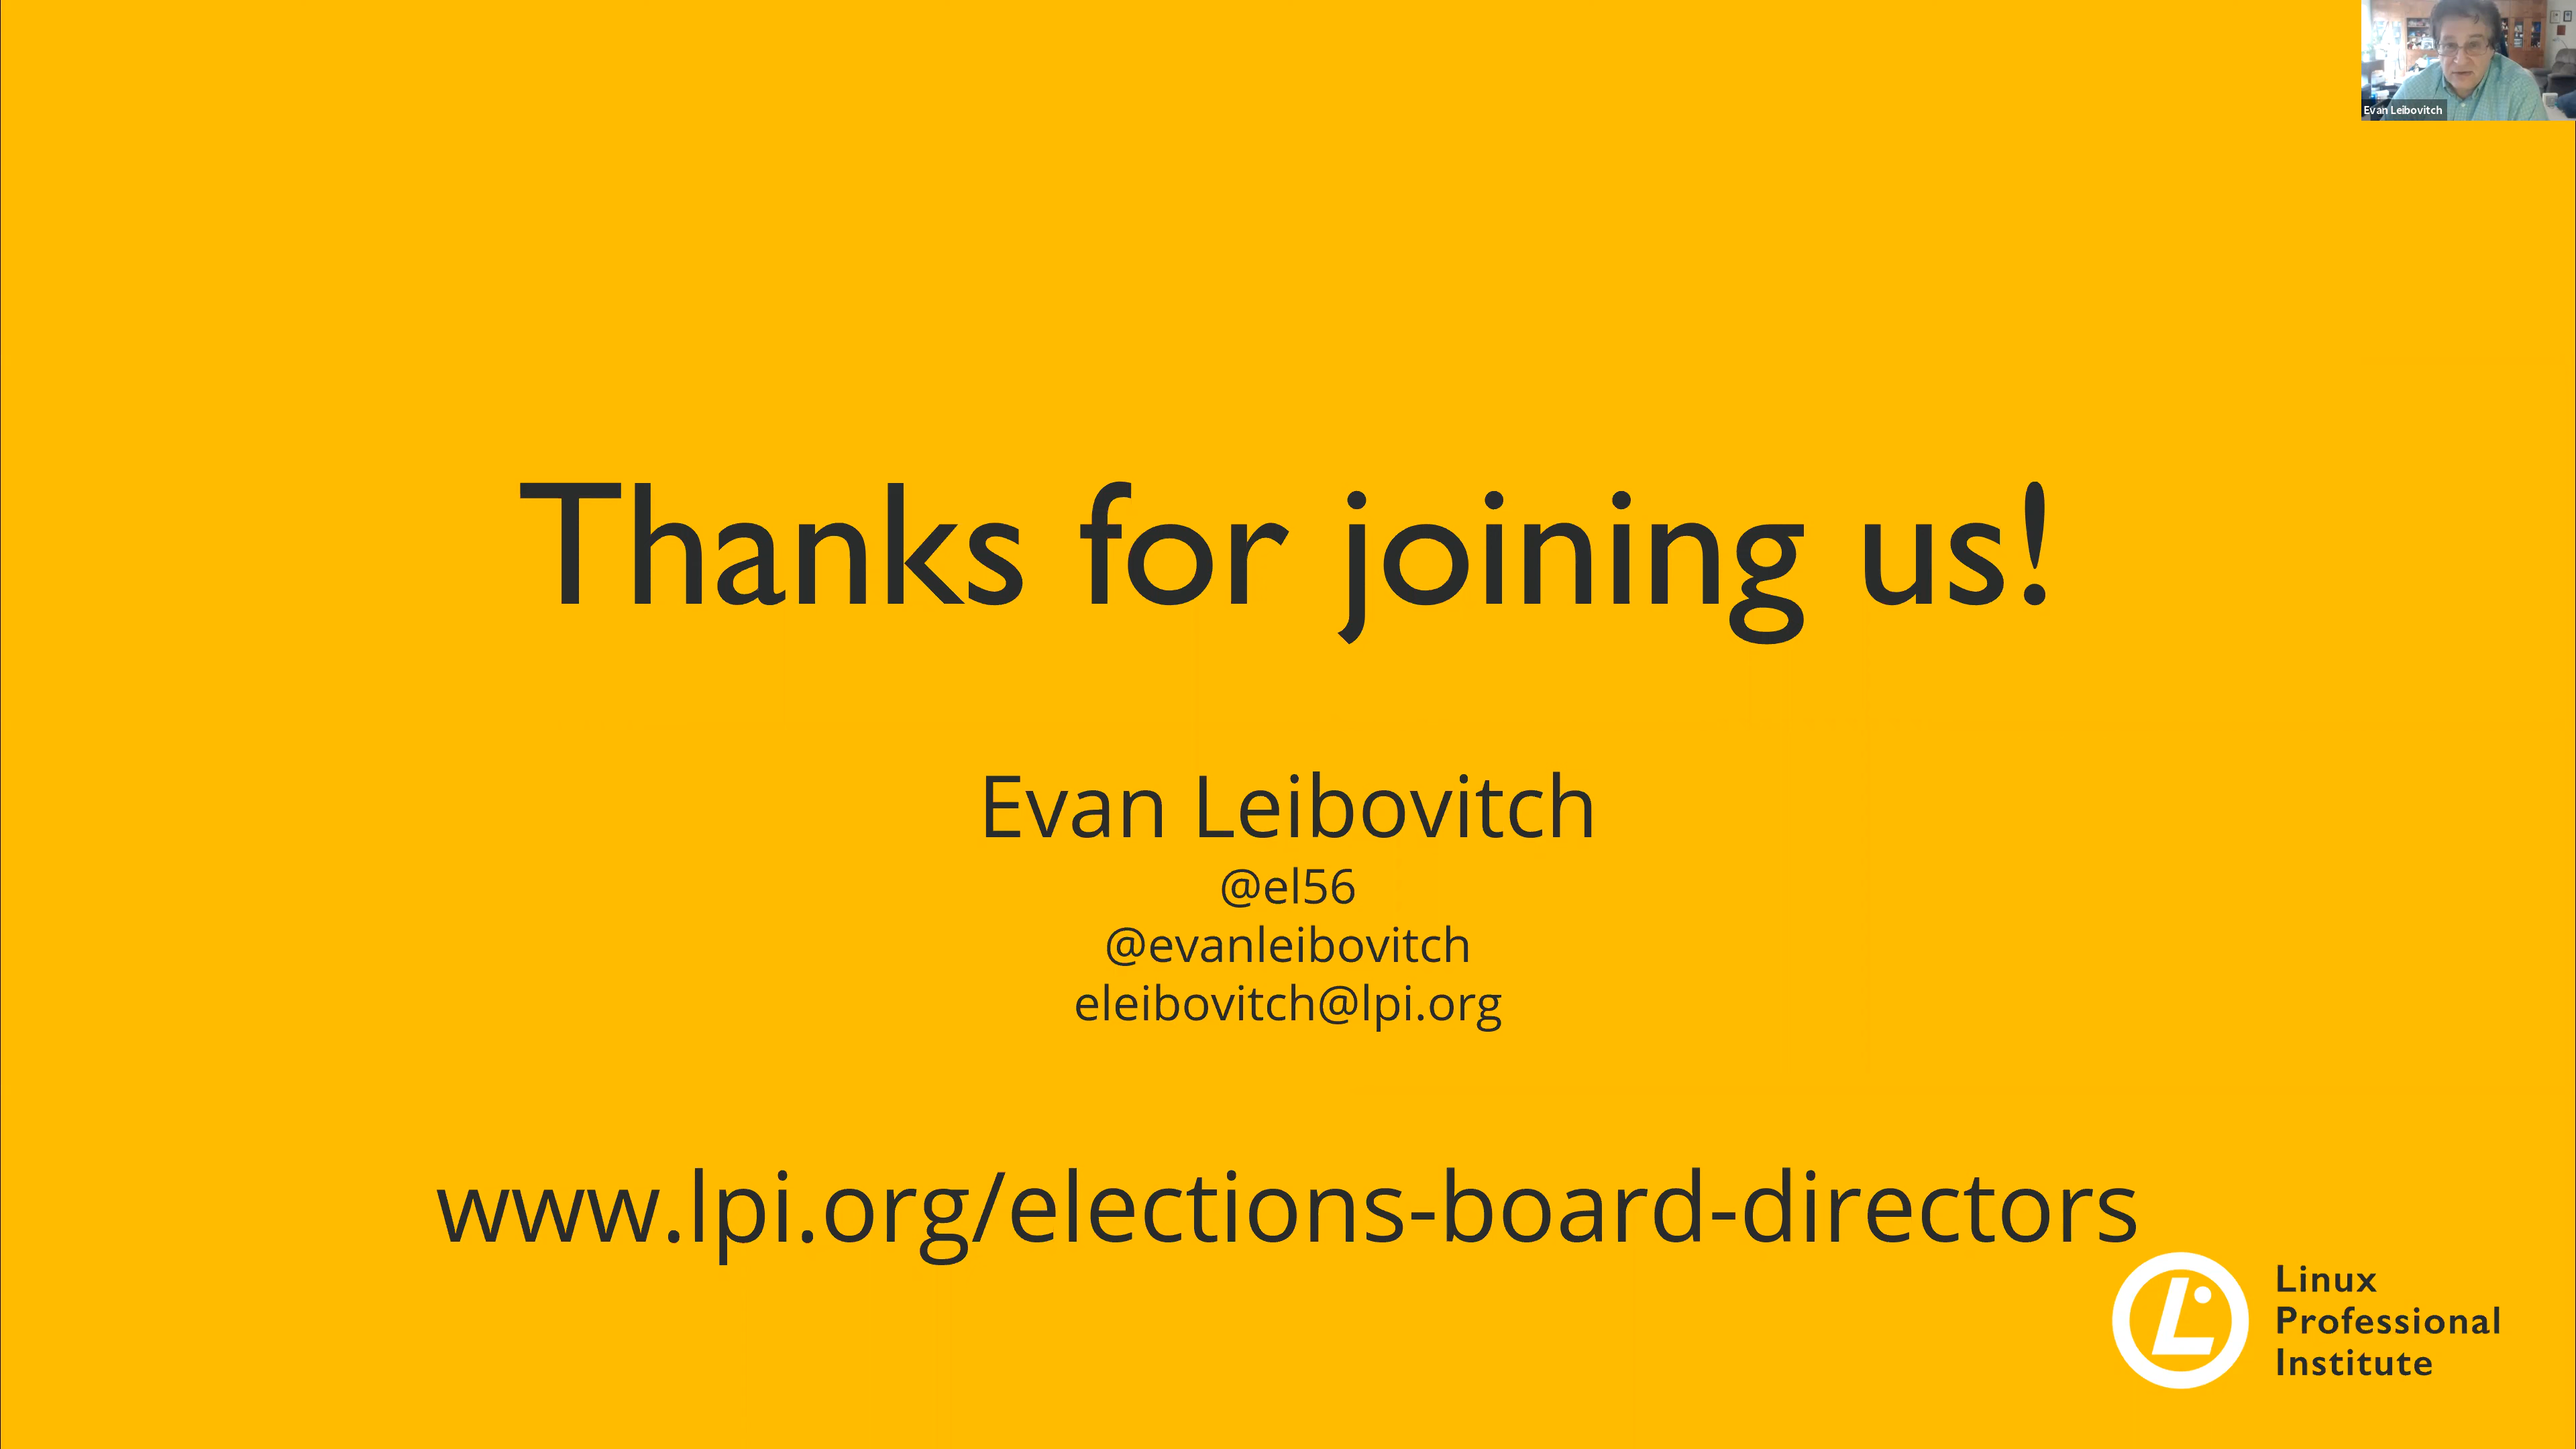 Evan Leibovitch
Thanks for joining us!
Evan Leibovitch
@el56
@evanleibovitch
eleibovitch@lpi.org
www.lpi.org/elections-board-directors
Linux
Professional
Institute